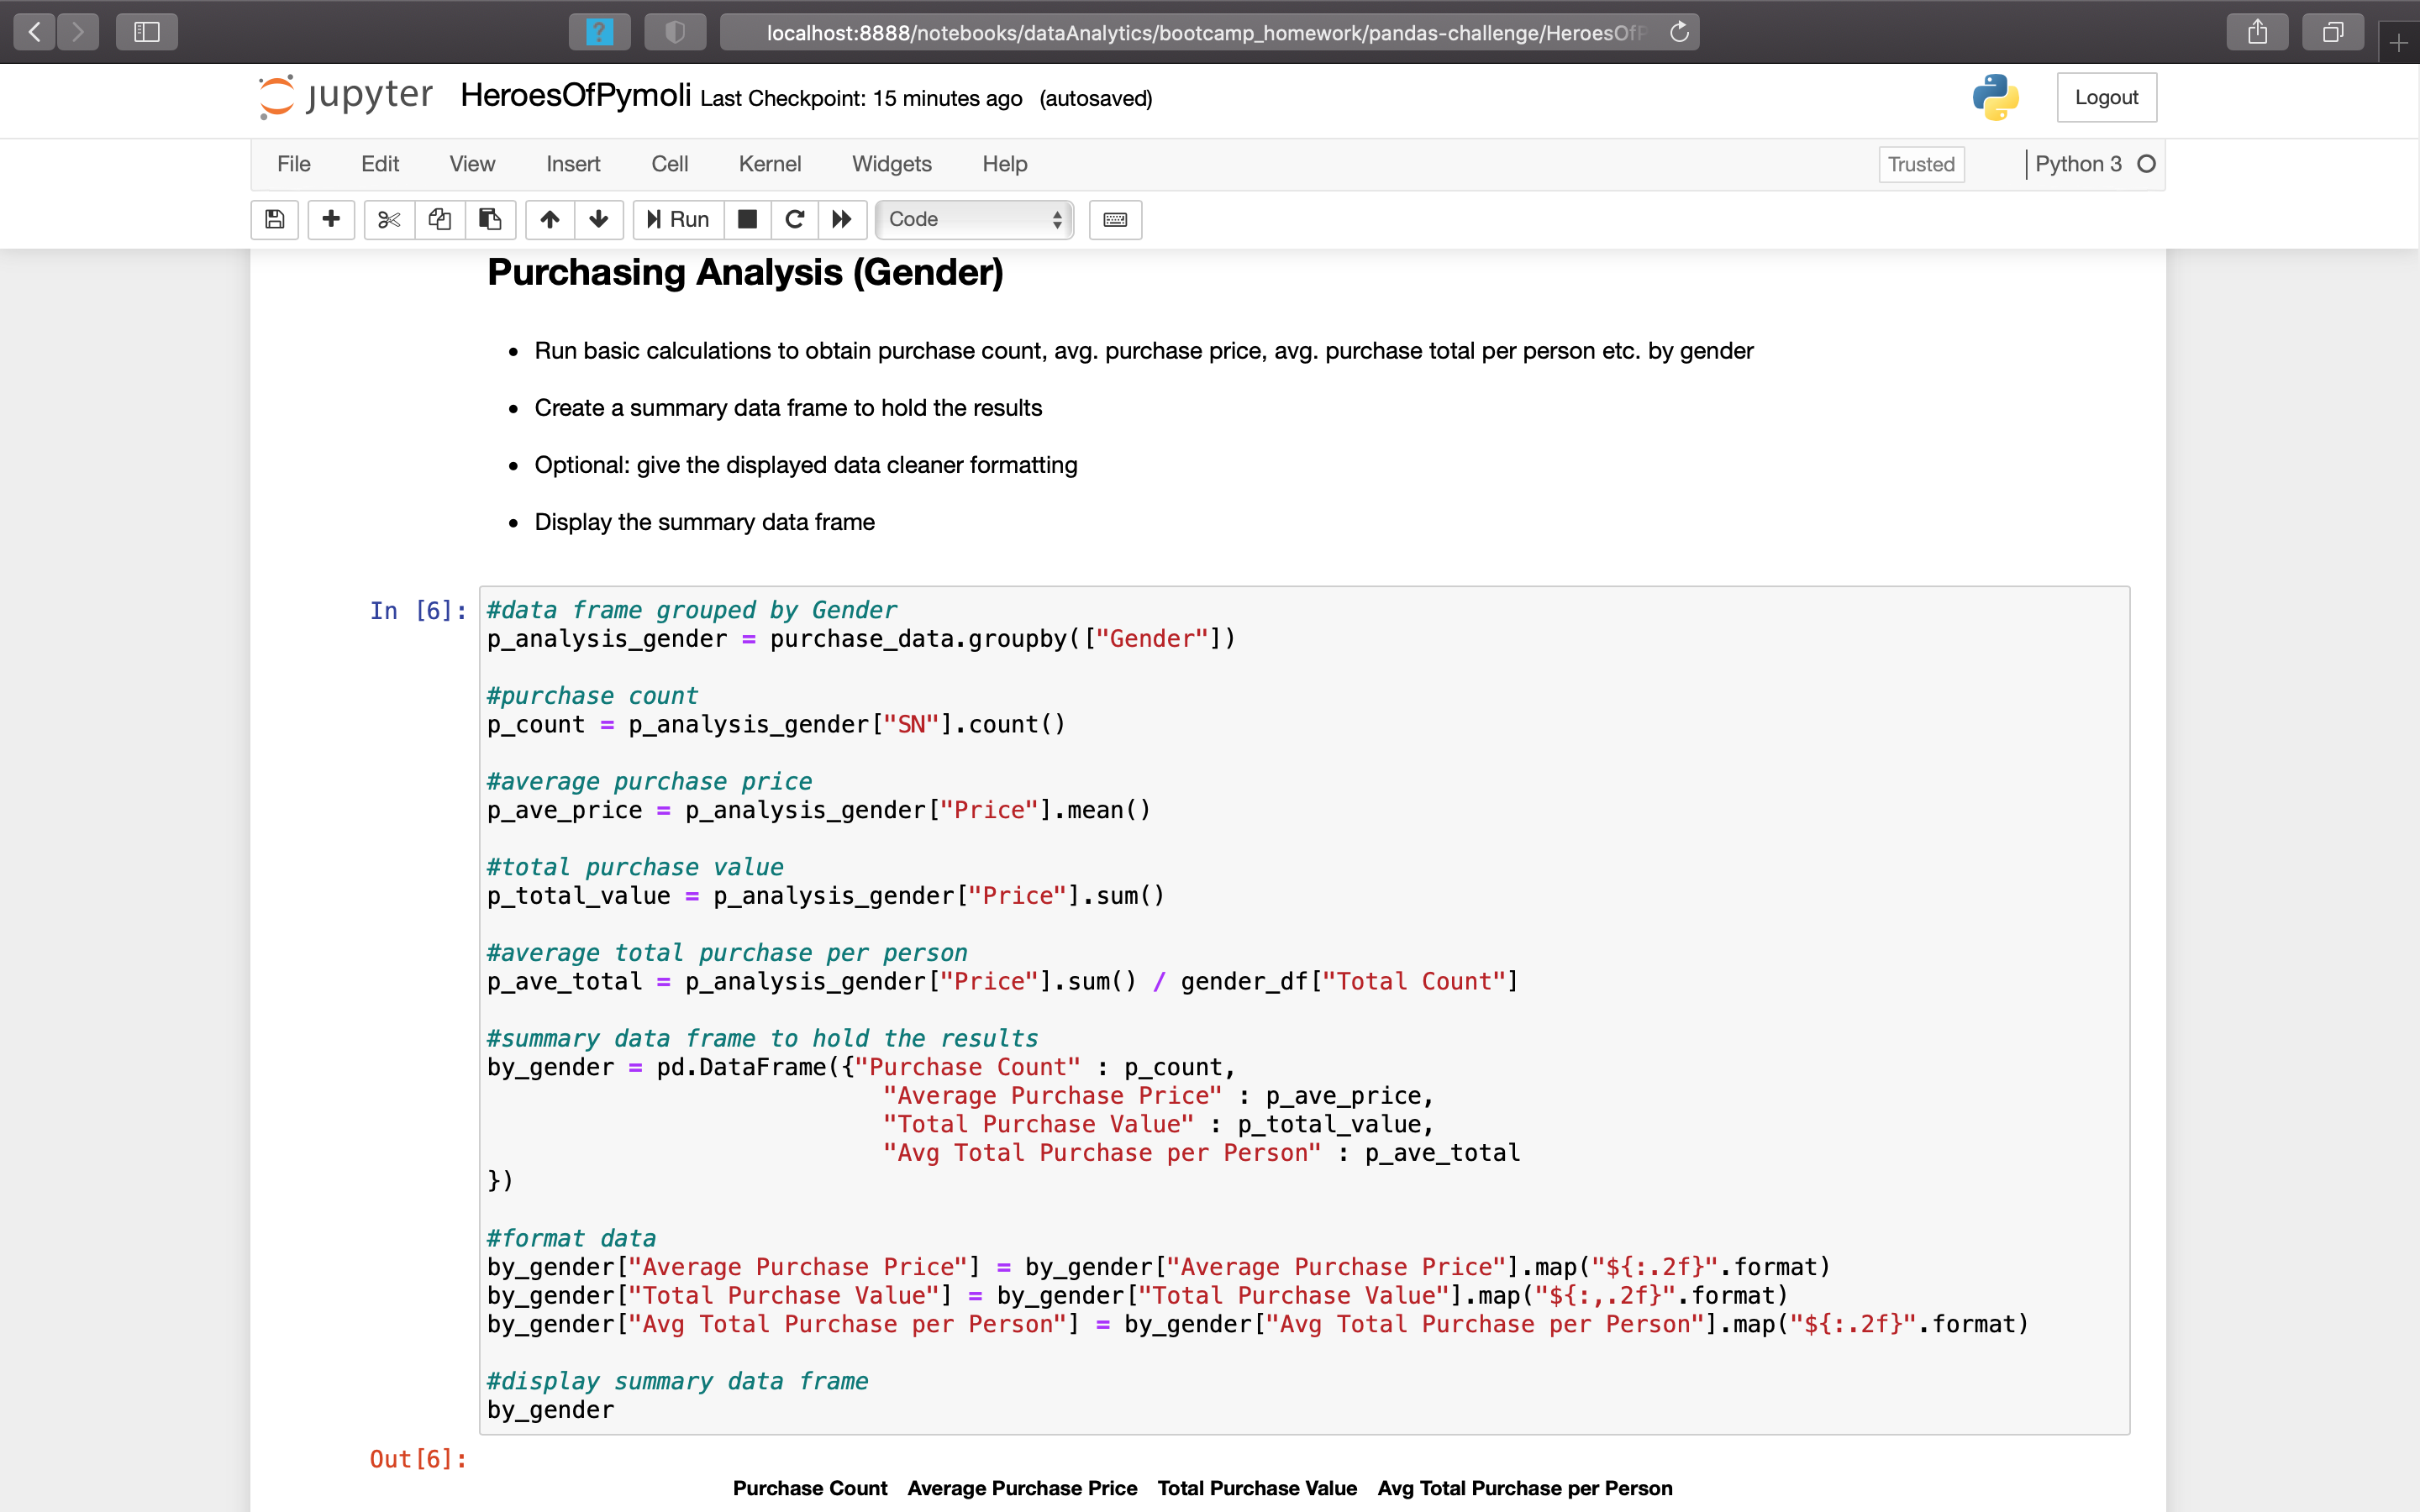 ?
localhost:8888/notebooks/dataAnalytics/bootcamp_homework/pandas-challenge/HeroesOfP
jupyter HeroesOfPymoli Last Checkpoint: 15 minutes ago (autosaved)
Logout
File Edit View Insert Cell Kernel Widgets Help
Trusted
Python 3
Run
Code
Purchasing Analysis (Gender)
• Run basic calculations to obtain purchase count, avg. purchase price, avg. purchase total per person etc. by gender
• Create a summary data frame to hold the results
• Optional: give the displayed data cleaner formatting
• Display the summary data frame
In [6]:
#data frame grouped by Gender
p_analysis_gender = purchase_data.groupby(["Gender"])
#purchase count
p_count = p_analysis_gender["SN"].count()
#average purchase price
p_ave_price = p_analysis_gender["Price"].mean()
#total purchase value
p_total_value = p_analysis_gender["Price"].sum()
#average total purchase per person
p_ave_total = p_analysis_gender["Price"].sum() / gender_df["Total Count"]
#summary data frame to hold the results
by_gender = pd.DataFrame({"Purchase Count" : p_count,
"Average Purchase Price" : p_ave_price,
"Total Purchase Value" : p_total_value,
"Avg Total Purchase per Person" : p_ave_total
})
#format data
by_gender["Average Purchase Price"] = by_gender["Average Purchase Price"].map("${:.2f}".format)
by_gender["Total Purchase Value"] = by_gender["Total Purchase Value"].map("${:,.2f}".format)
by_gender["Avg Total Purchase per Person"] = by_gender["Avg Total Purchase per Person"].map("${:.2f}".format)
#display summary data frame
by_gender
Out[6]:
Purchase Count Average Purchase Price Total Purchase Value Avg Total Purchase per Person